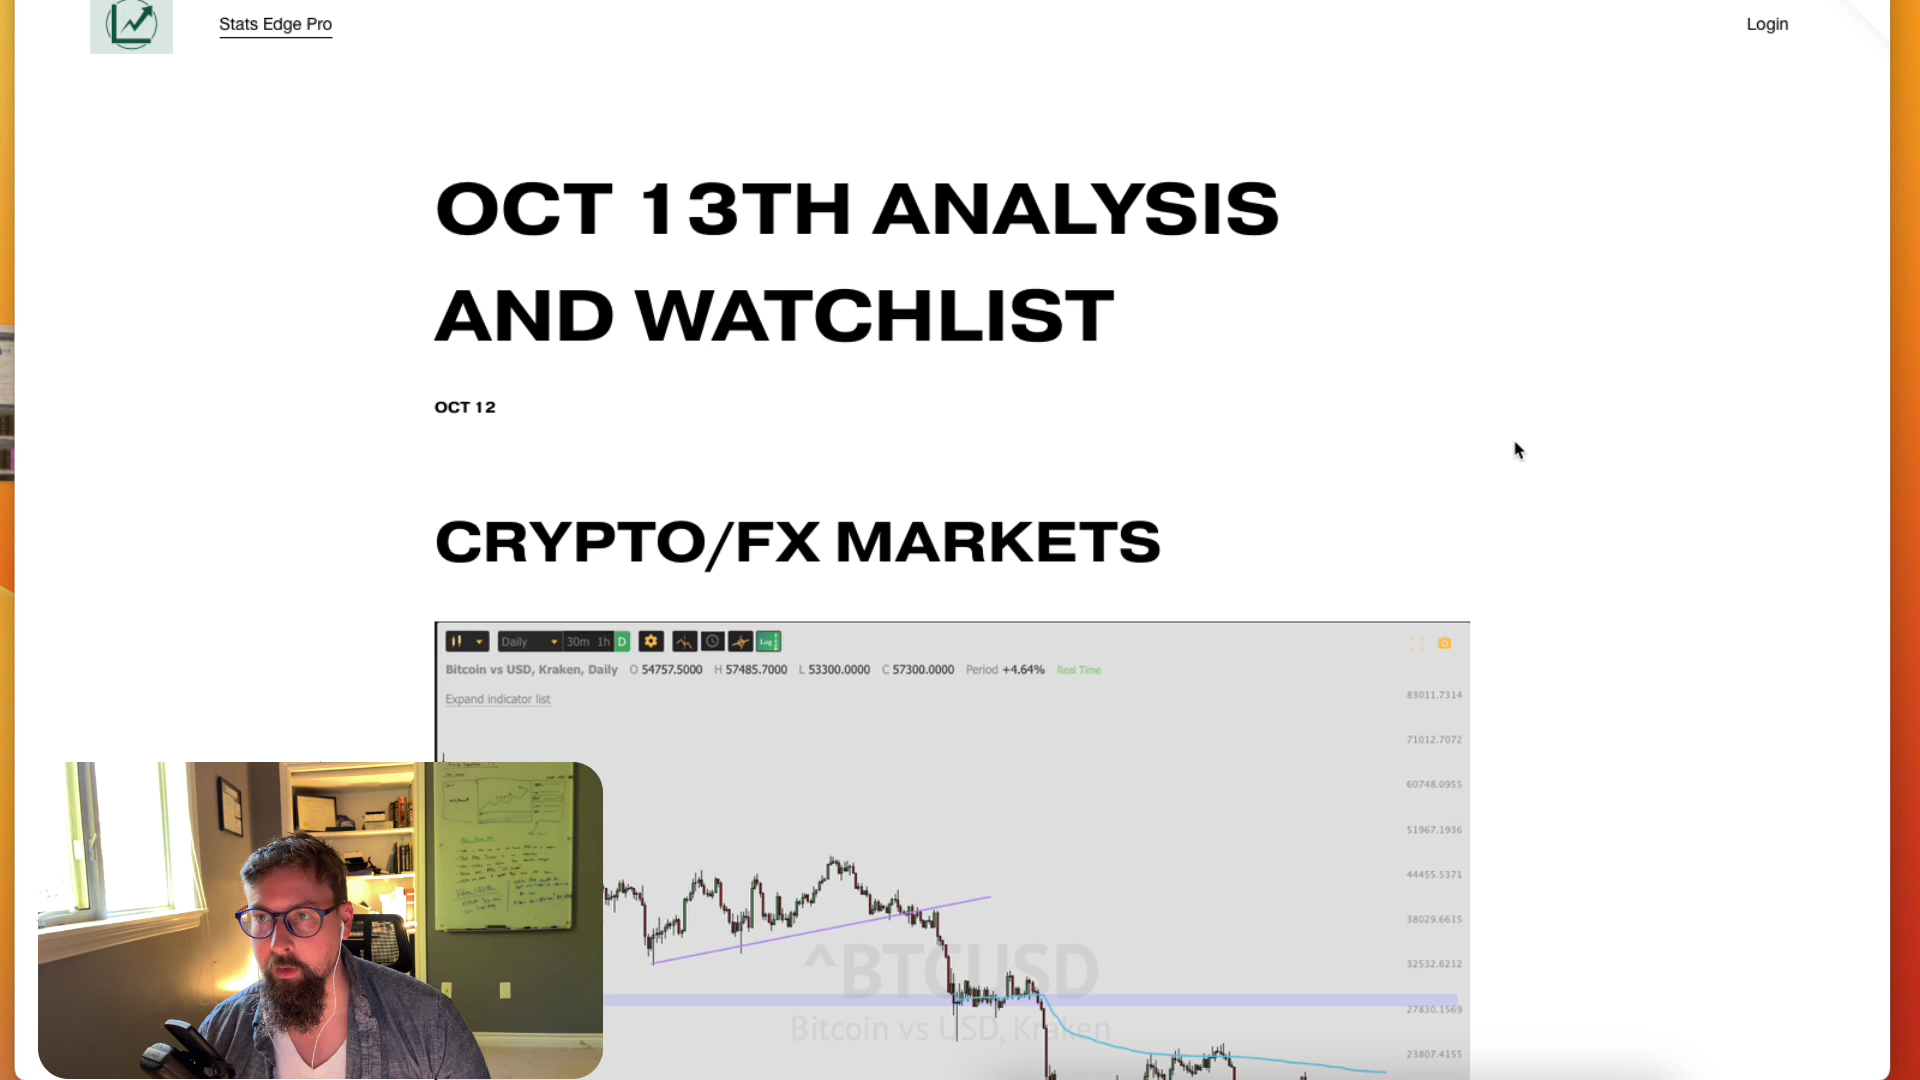 Stats Edge Pro
Login
OCT 13TH ANALYSIS
AND WATCHLIST
OCT 12
CRYPTO/FX MARKETS
Daily 30m 1h D Log
Bitcoin vs USD, Kraken, Daily O 54757.5000 H 57485.7000 L 53300.0000 C 57300.0000 Period +4.64% Real Time
Expand indicator list
83011.7314
71012.7072
60748.0955
51967.1936
44455.5371
38029.6615
32532.6212
27830.1569
23807.4155
^BTCUSD
Bitcoin vs USD, Kraken